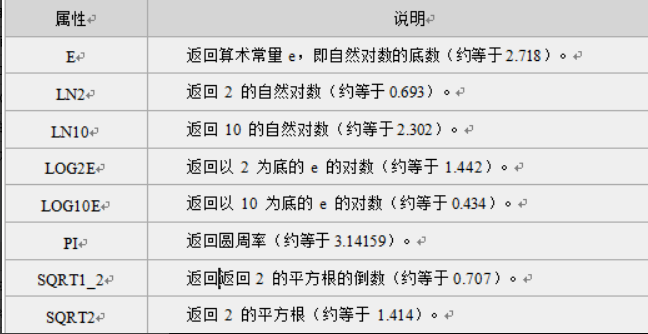 属性 说明
E 返回算术常量 e，即自然对数的底数（约等于2.718）。
LN2 返回 2 的自然对数（约等于0.693）。
LN10 返回 10 的自然对数（约等于2.302）。
LOG2E 返回以 2 为底的 e 的对数（约等于 1.442）。
LOG10E 返回以 10 为底的 e 的对数（约等于0.434）。
PI 返回圆周率（约等于3.14159）。
SQRT1_2 返回返回 2 的平方根的倒数（约等于0.707）。
SQRT2 返回 2 的平方根（约等于 1.414）。